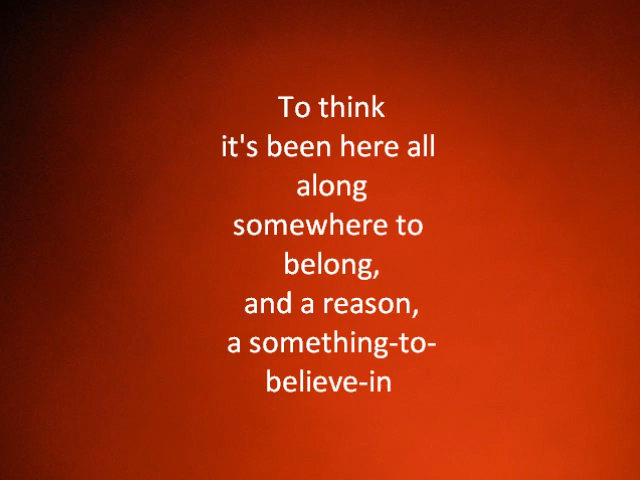 To think
it's been here all
along
somewhere to
belong,
and a reason,
a something-to-
believe-in